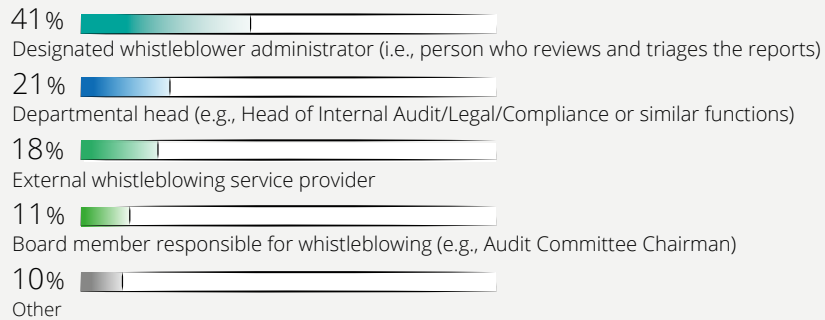 41%
Designated whistleblower administrator (i.e., person who reviews and triages the reports)
21%
Departmental head (e.g., Head of Internal Audit/Legal/Compliance or similar functions)
18%
External whistleblowing service provider
11%
Board member responsible for whistleblowing (e.g., Audit Committee Chairman)
10%
Other